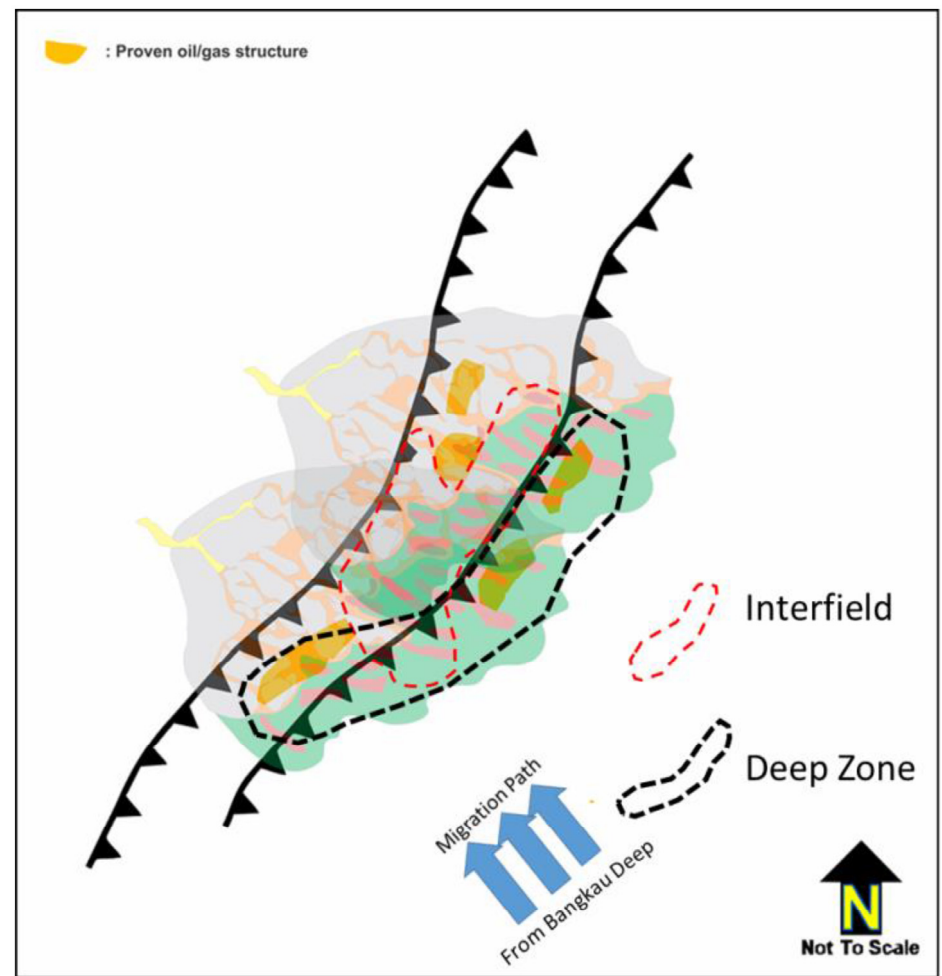 : Proven oil/gas structure
Interfield
Deep Zone
Migration Path
From Bangkau Deep
N
Not To Scale